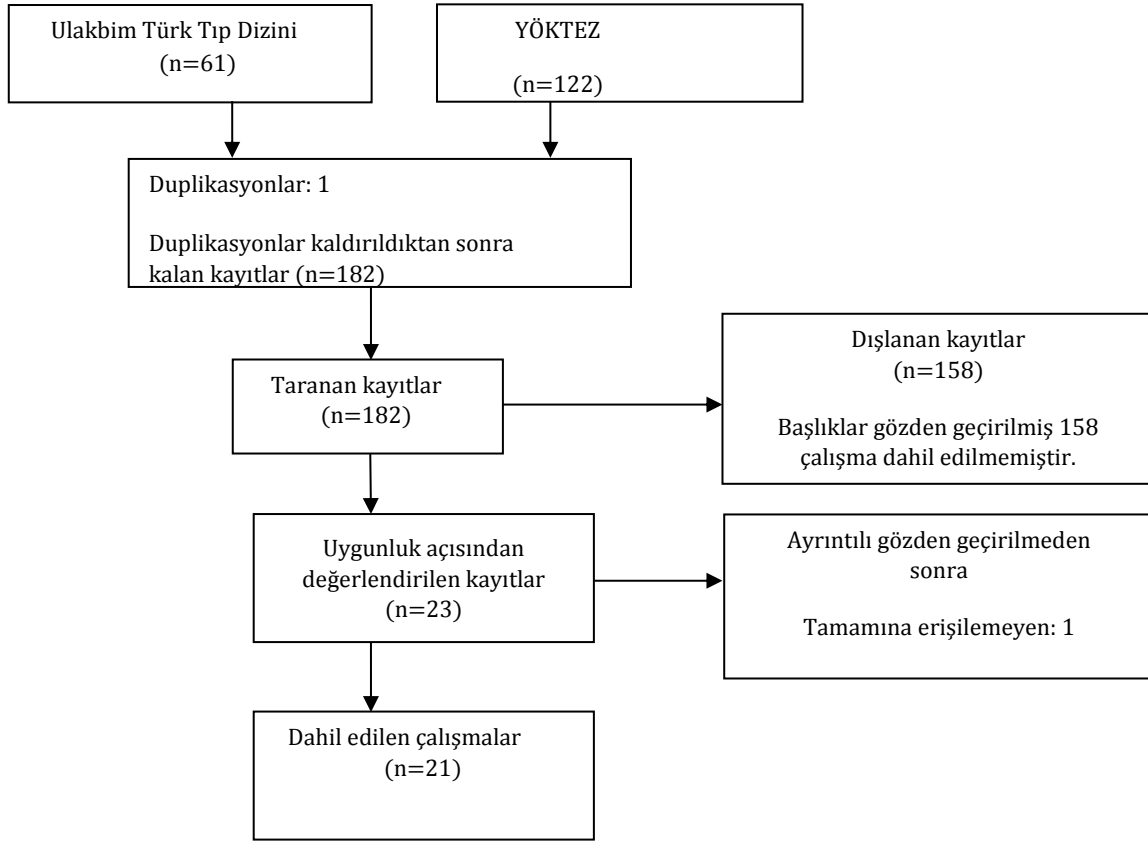 Ulakbim Türk Tıp Dizini
(n=61)
YÖKTEZ
(n=122)
Duplikasyonlar: 1
Duplikasyonlar kaldırıldıktan sonra
kalan kayıtlar (n=182)
Taranan kayıtlar
(n=182)
Dışlanan kayıtlar
(n=158)
Başlıklar gözden geçirilmiş 158
çalışma dahil edilmemiştir.
Uygunluk açısından
değerlendirilen kayıtlar
(n=23)
Ayrıntılı gözden geçirilmeden
sonra
Tamamına erişilemeyen: 1
Dahil edilen çalışmalar
(n=21)